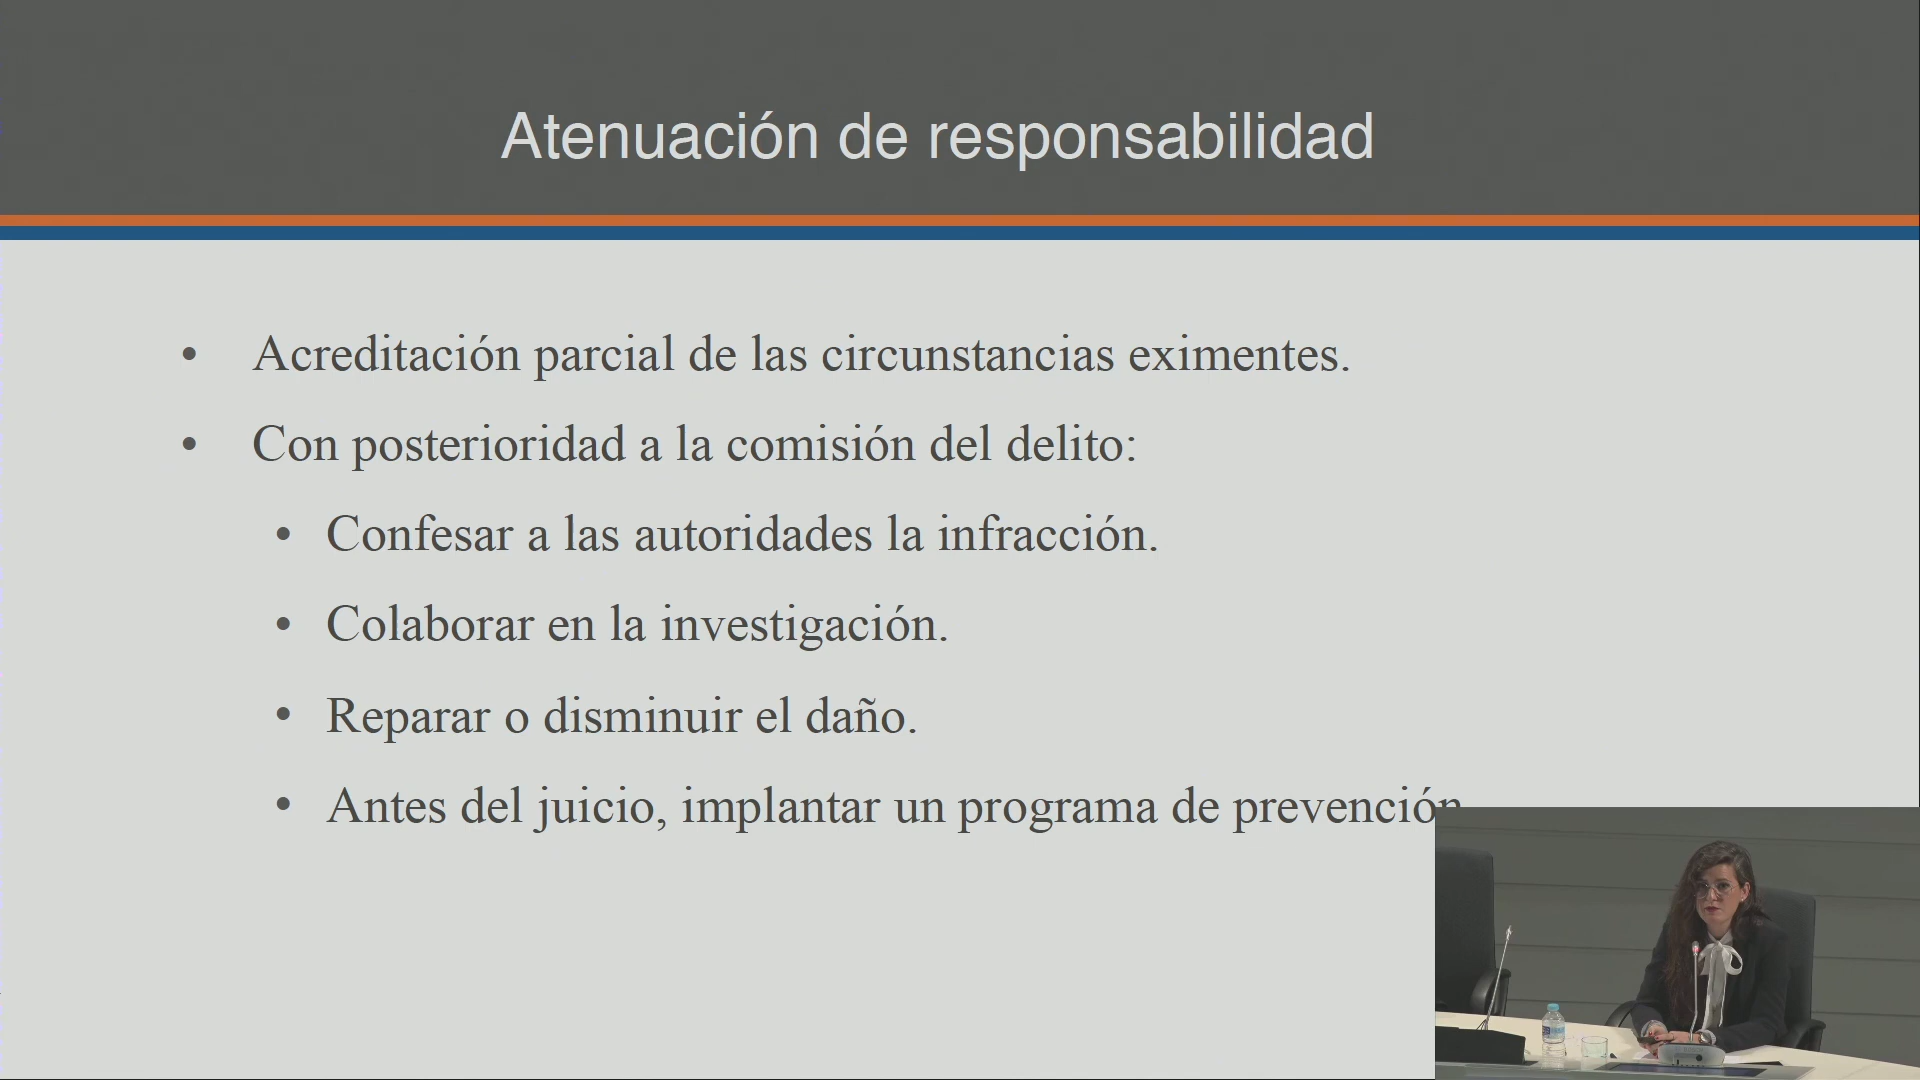 Atenuación de responsabilidad
• Acreditación parcial de las circunstancias eximentes.
• Con posterioridad a la comisión del delito:
• Confesar a las autoridades la infracción.
• Colaborar en la investigación.
• Reparar o disminuir el daño.
• Antes del juicio, implantar un programa de prevención